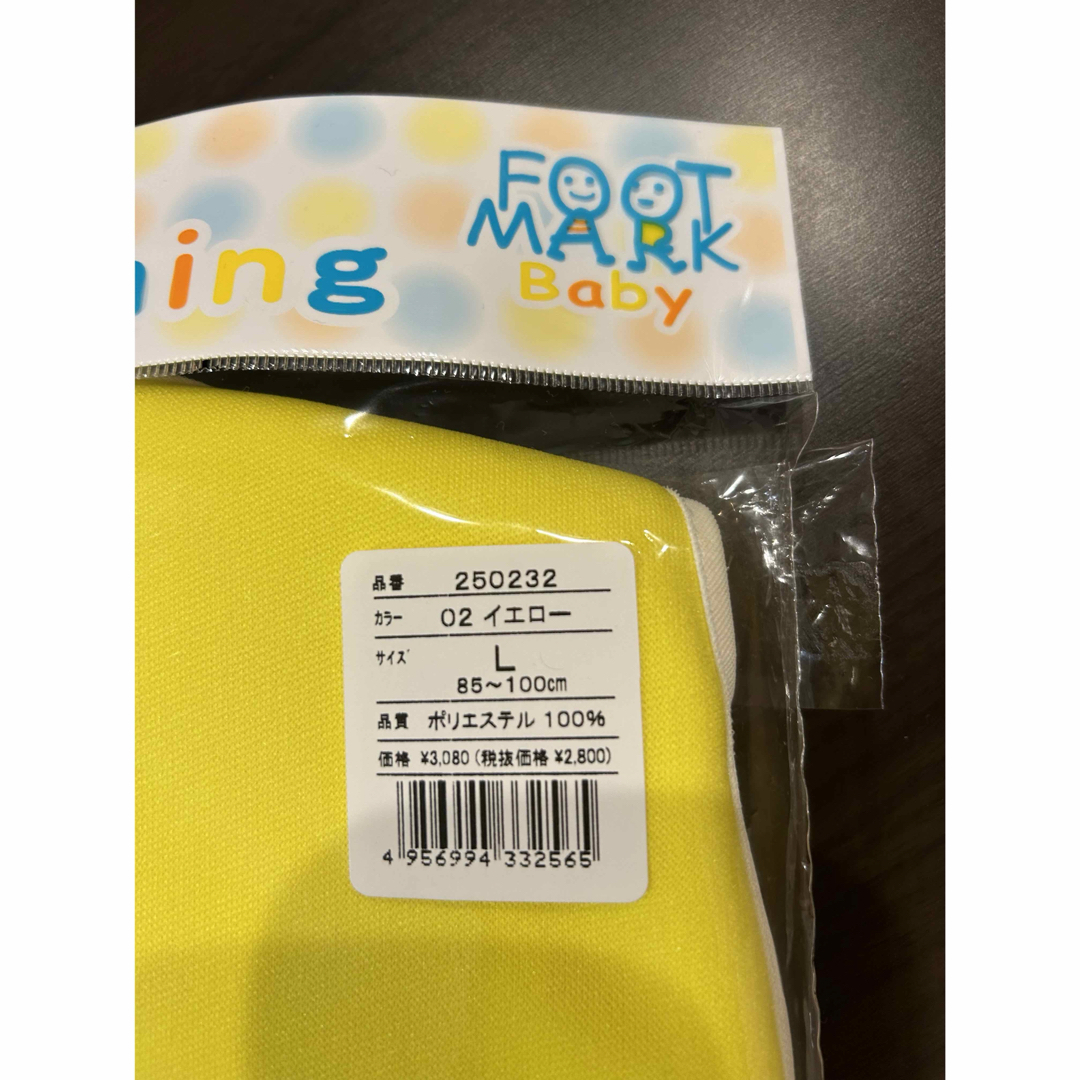 FOOT
MARK
Baby
ing
品番 250232
カラー 02 イエロー
サイズ L
85～100cm
品質 ポリエステル 100%
価格 ¥3,080 (税抜価格 ¥2,800)
4 956994 332565